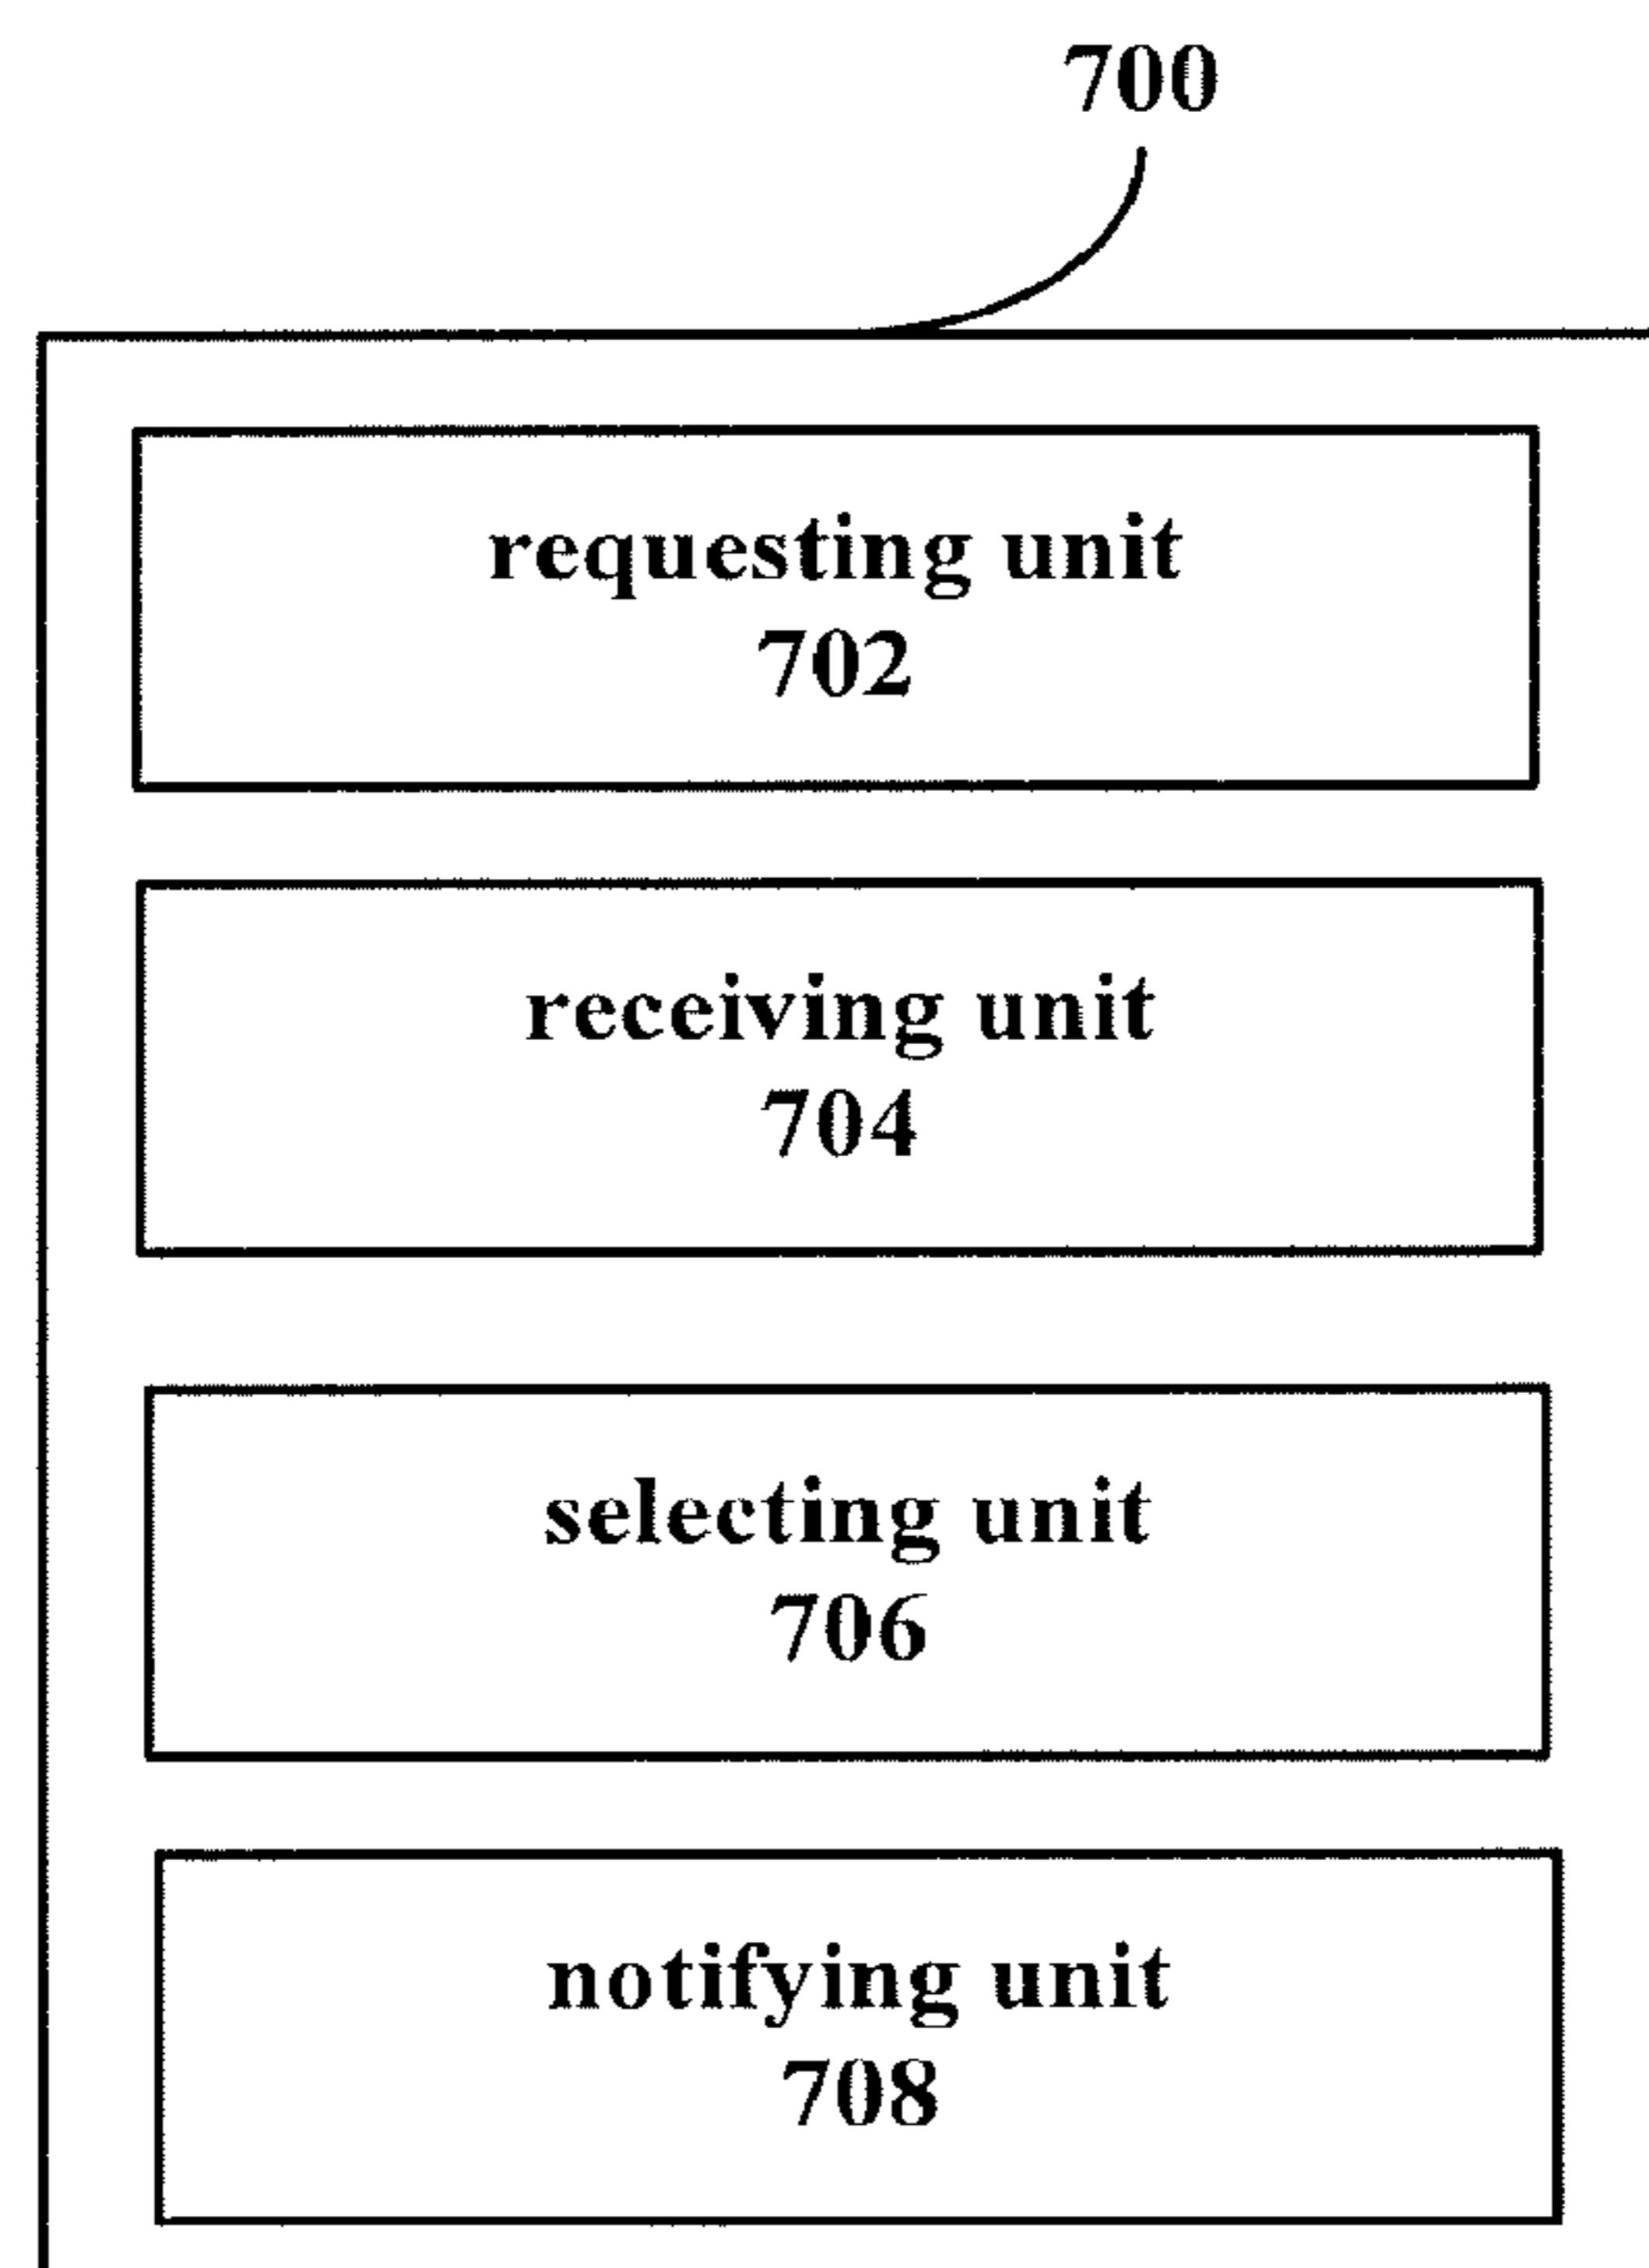 700
requesting unit
702
receiving unit
704
selecting unit
706
notifying unit
708